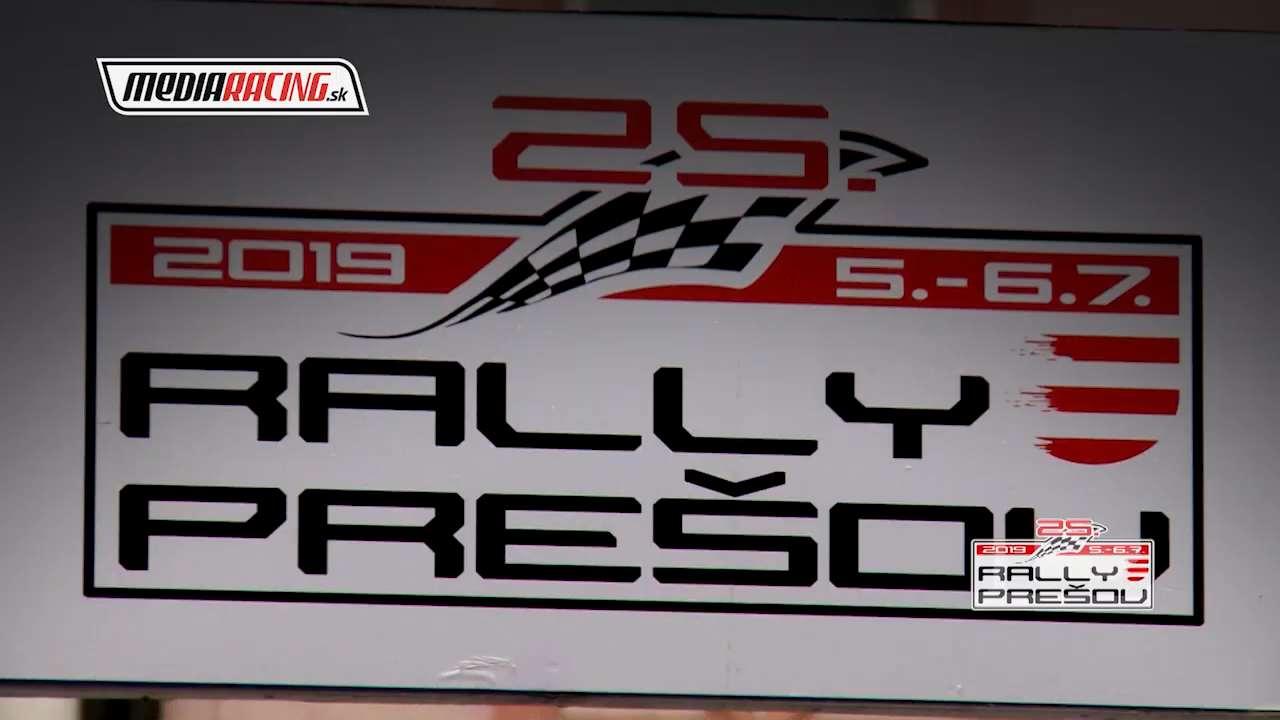 MEDIARACING.sk
25.
2019 5.-6.7.
RALLY
PREŠOV
25.
2019 5.-6.7.
RALLY
PREŠOV